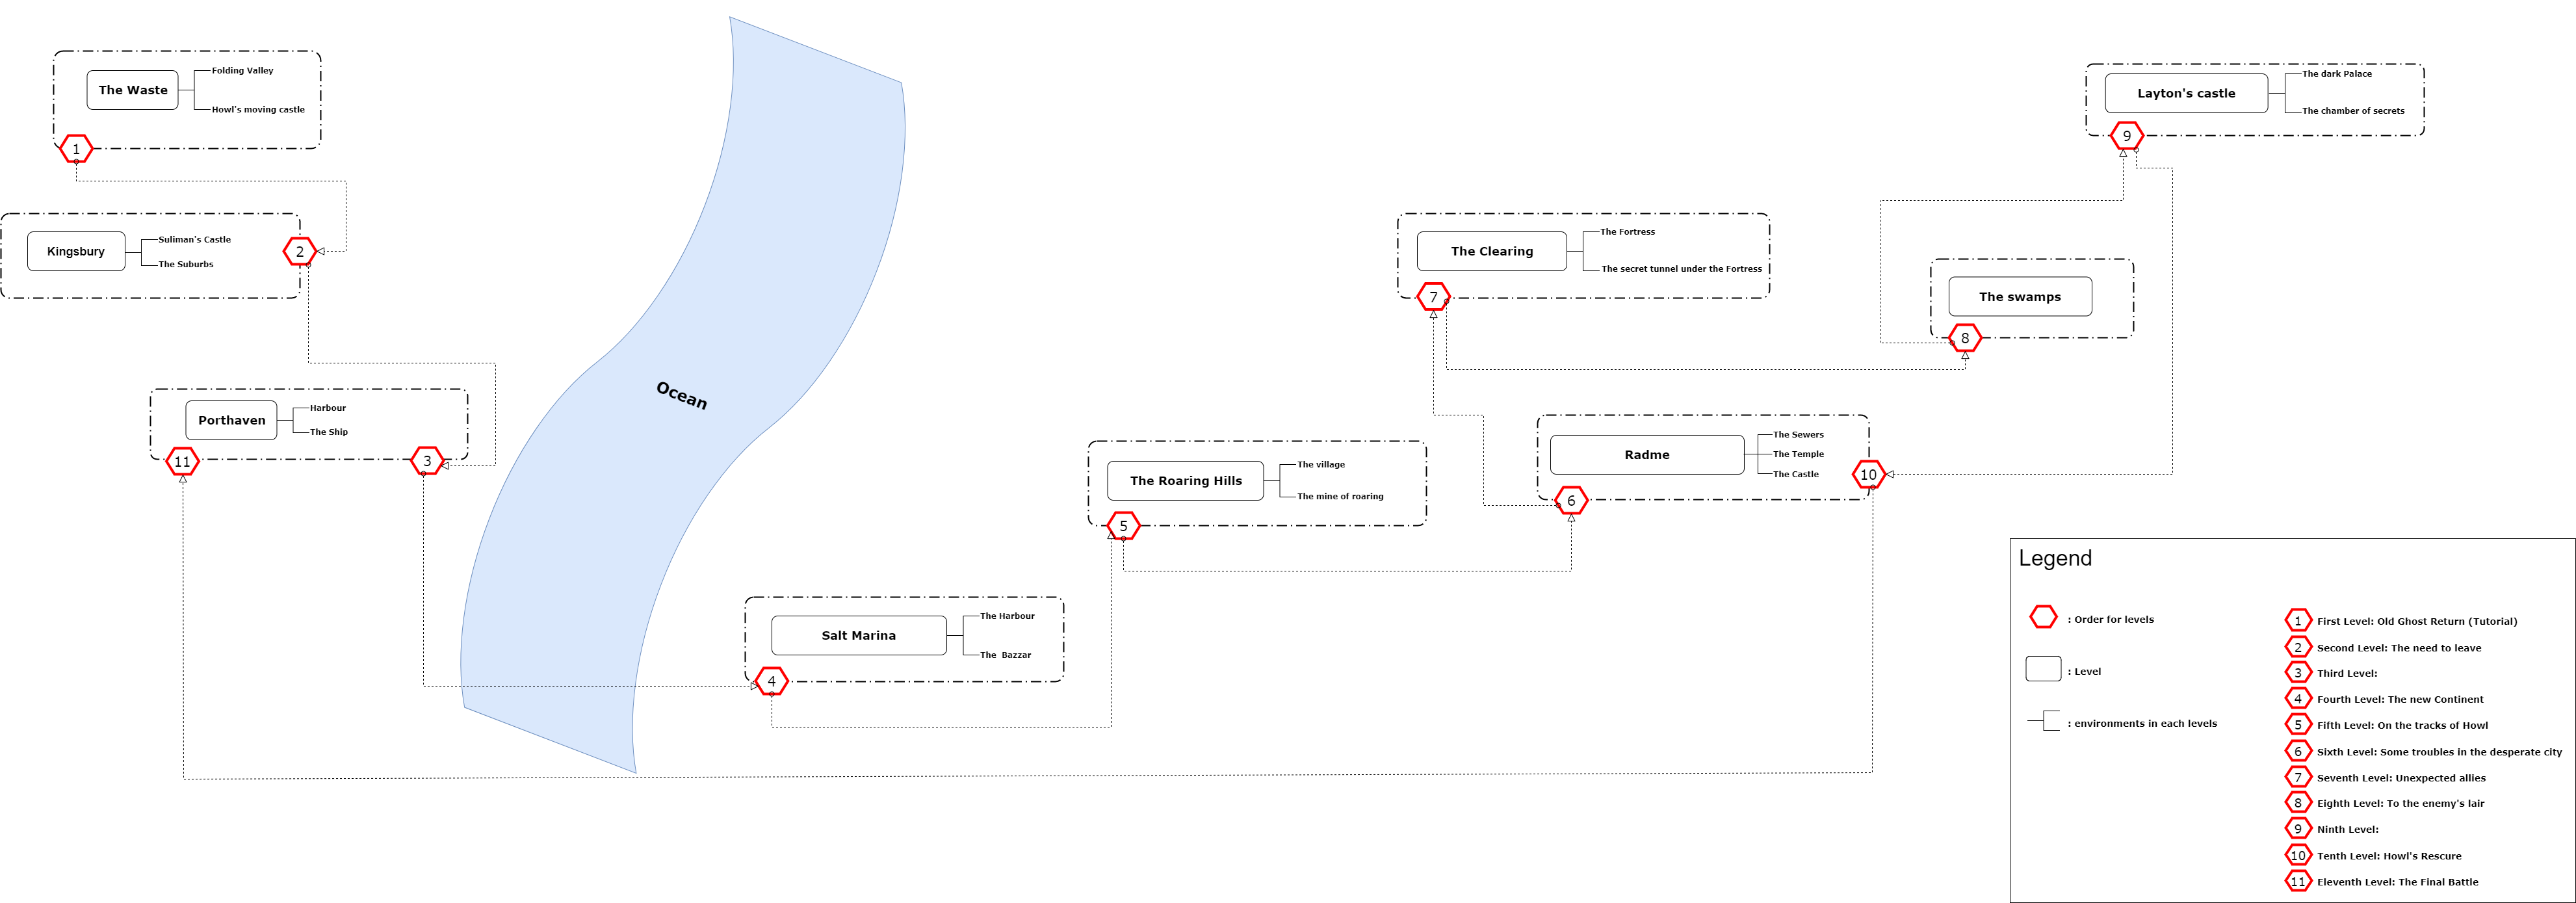 The Waste
Folding Valley
Howl's moving castle
1
Kingsbury
Suliman's Castle
The Suburbs
2
Porthaven
Harbour
The Ship
11
3
Ocean
Salt Marina
The Harbour
The Bazzar
4
The Roaring Hills
The village
The mine of roaring
5
Radme
The Sewers
The Temple
The Castle
6
10
The Clearing
The Fortress
The secret tunnel under the Fortress
7
The swamps
8
Layton's castle
The dark Palace
The chamber of secrets
9
Legend
: Order for levels
: Level
: environments in each levels
1 First Level: Old Ghost Return (Tutorial)
2 Second Level: The need to leave
3 Third Level:
4 Fourth Level: The new Continent
5 Fifth Level: On the tracks of Howl
6 Sixth Level: Some troubles in the desperate city
7 Seventh Level: Unexpected allies
8 Eighth Level: To the enemy's lair
9 Ninth Level:
10 Tenth Level: Howl's Rescure
11 Eleventh Level: The Final Battle